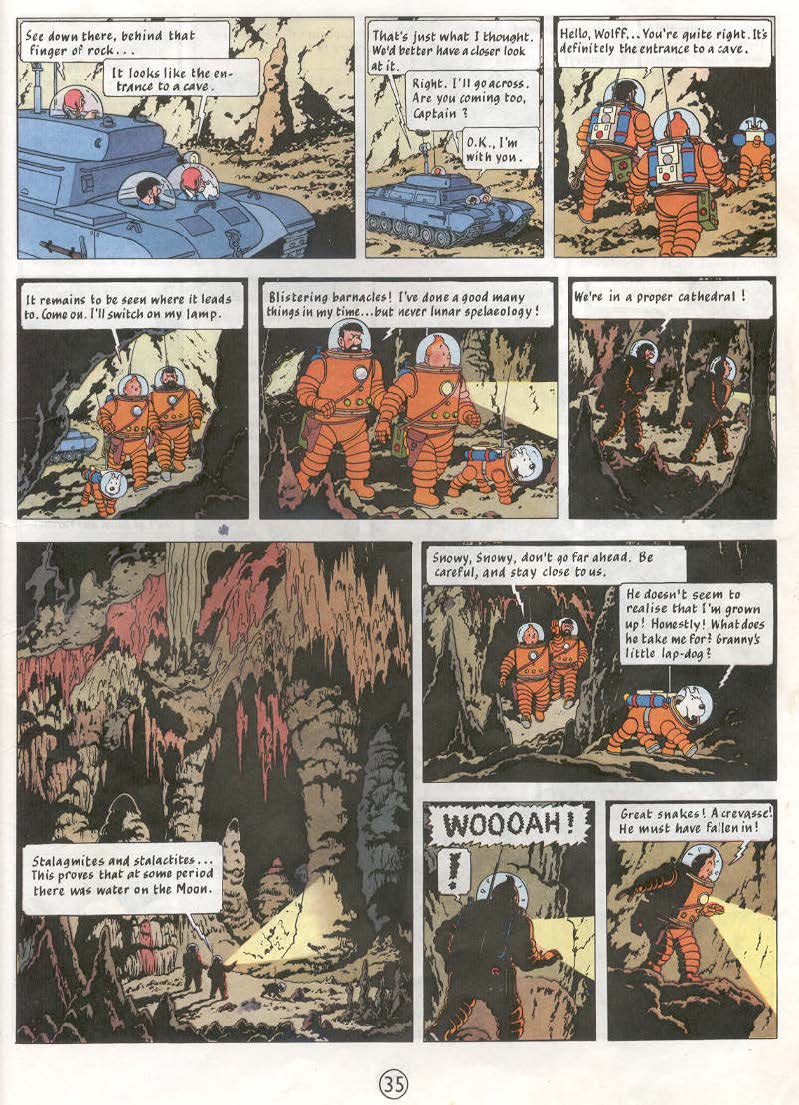 See down there, behind that
finger of rock...
It looks like the en-
trance to a cave.
That's just what I thought.
We'd better have a closer look
at it.
Right. I'll go across.
Are you coming too,
Captain ?
O.K., I'm
with you.
Hello, Wolff... You're quite right. It's
definitely the entrance to a cave.
It remains to be seen where it leads
to. Come on. I'll switch on my lamp.
Blistering barnacles! I've done a good many
things in my time...but never lunar spelaeology !
We're in a proper cathedral !
Stalagmites and stalactites...
This proves that at some period
there was water on the Moon.
Snowy, Snowy, don't go far ahead. Be
careful, and stay close to us.
He doesn't seem to
realise that I'm grown
up! Honestly! What does
he take me for? Granny's
little lap-dog?
WOOOAH!
!
Great snakes! A crevasse!
He must have fallen in!
35